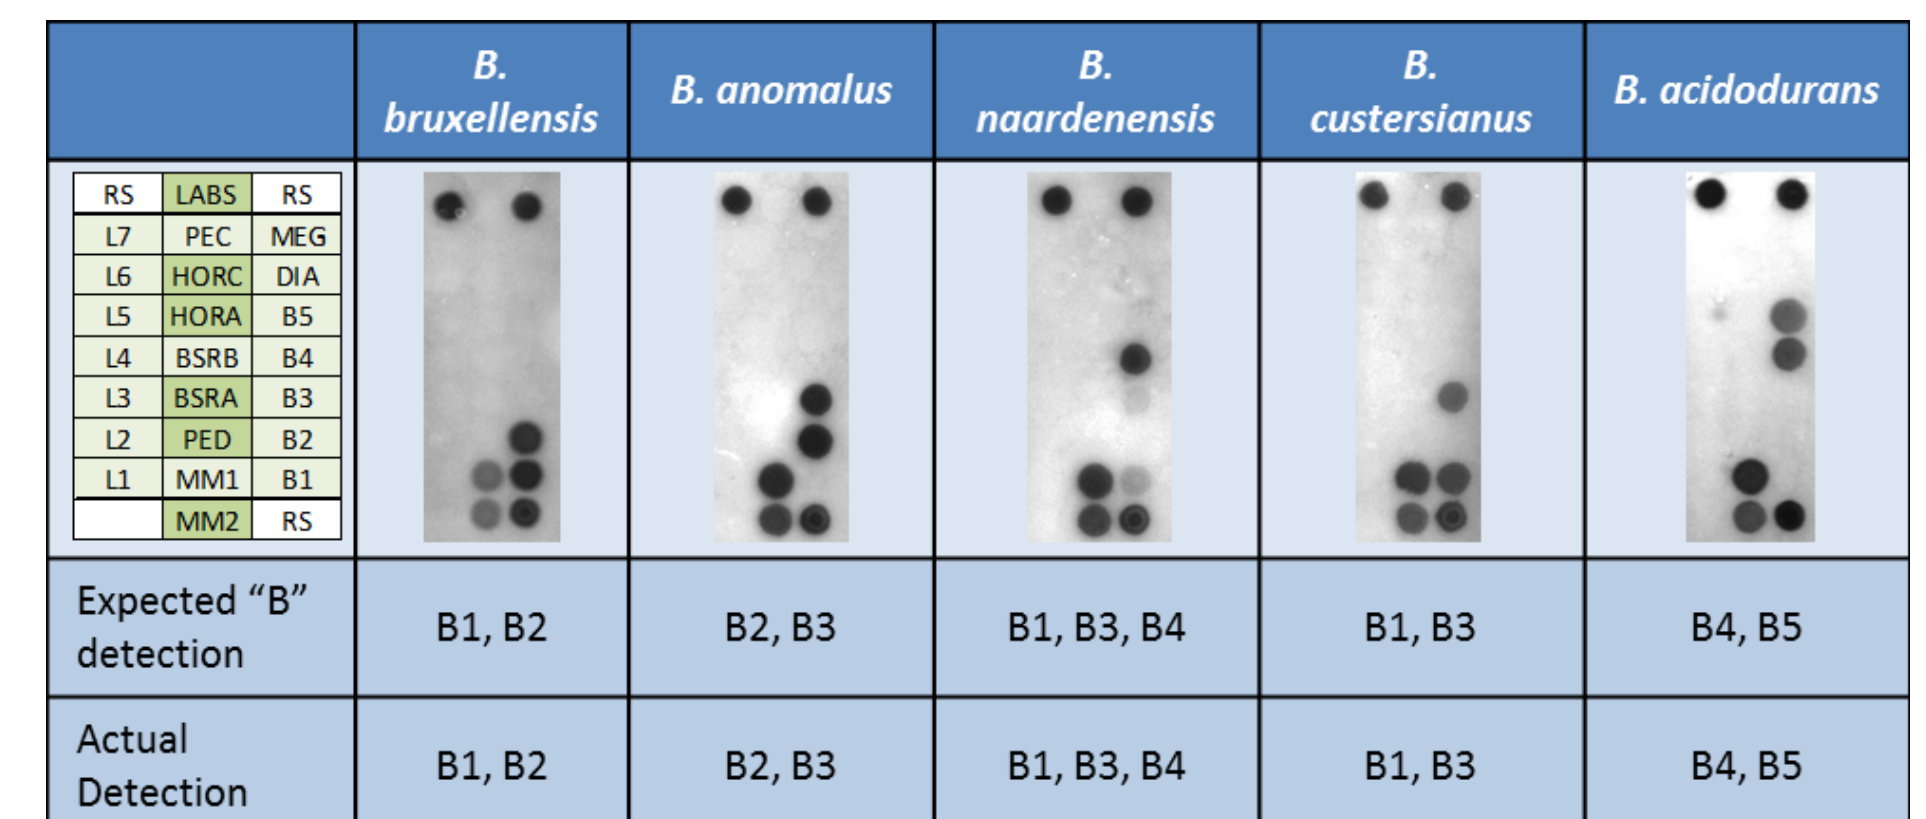 B.
bruxellensis
B. anomalus
B.
naardenensis
B.
custersianus
B. acidodurans
RS LABS RS
L7 PEC MEG
L6 HORC DIA
L5 HORA B5
L4 BSRB B4
L3 BSRA B3
L2 PED B2
L1 MM1 B1
MM2 RS
Expected “B”
detection
B1, B2
B2, B3
B1, B3, B4
B1, B3
B4, B5
Actual
Detection
B1, B2
B2, B3
B1, B3, B4
B1, B3
B4, B5